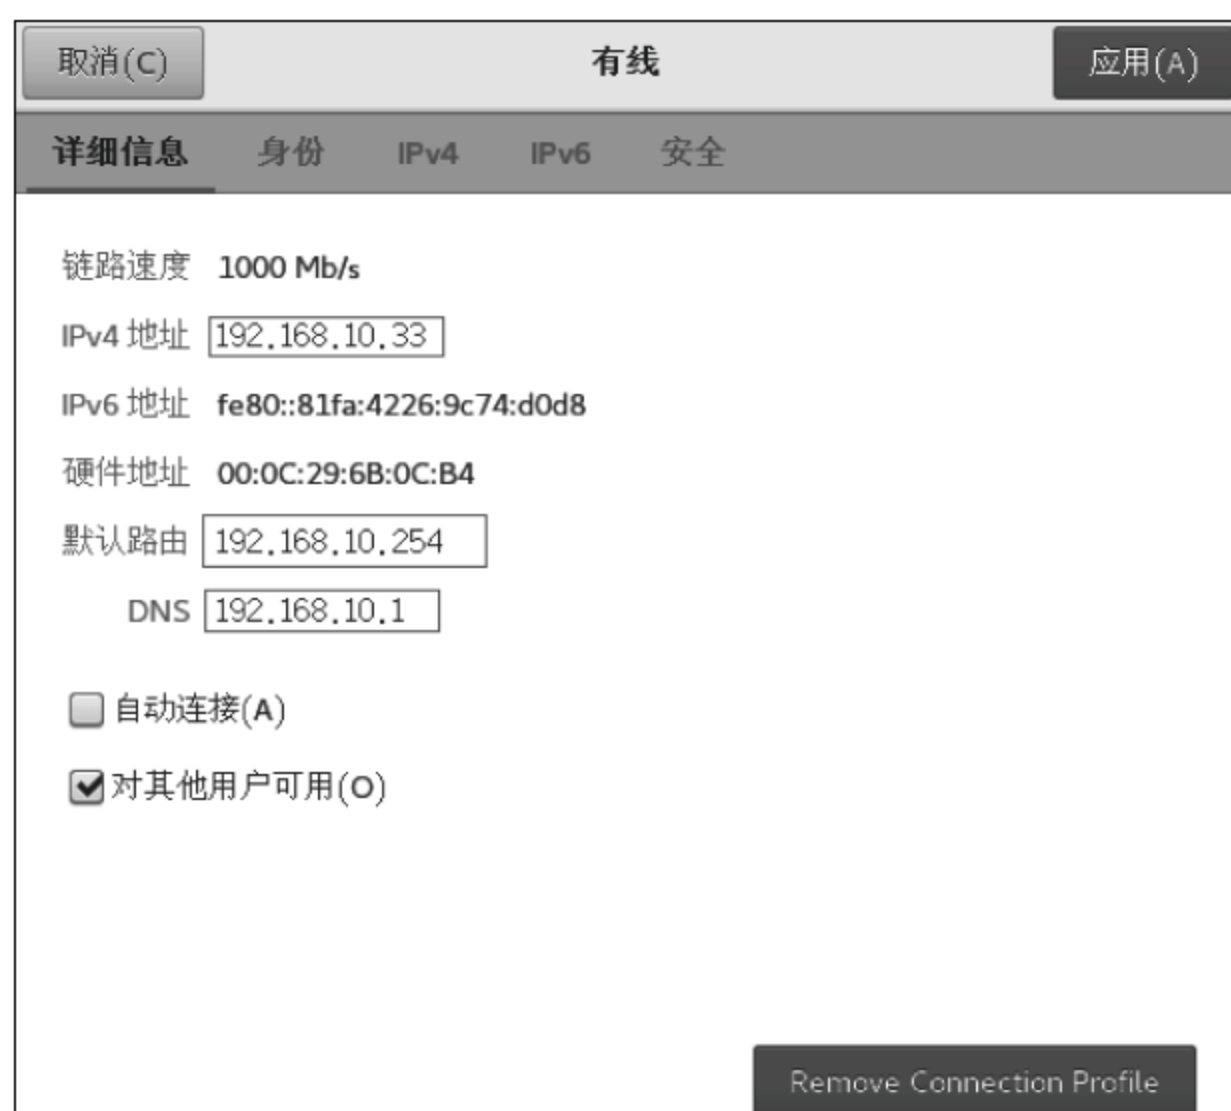 取消(C) 有线 应用(A)
详细信息 身份 IPv4 IPv6 安全
链路速度 1000 Mb/s
IPv4 地址 192.168.10.33
IPv6 地址 fe80::81fa:4226:9c74:d0d8
硬件地址 00:0C:29:6B:0C:B4
默认路由 192.168.10.254
DNS 192.168.10.1
自动连接(A)
对其他用户可用(O)
Remove Connection Profile